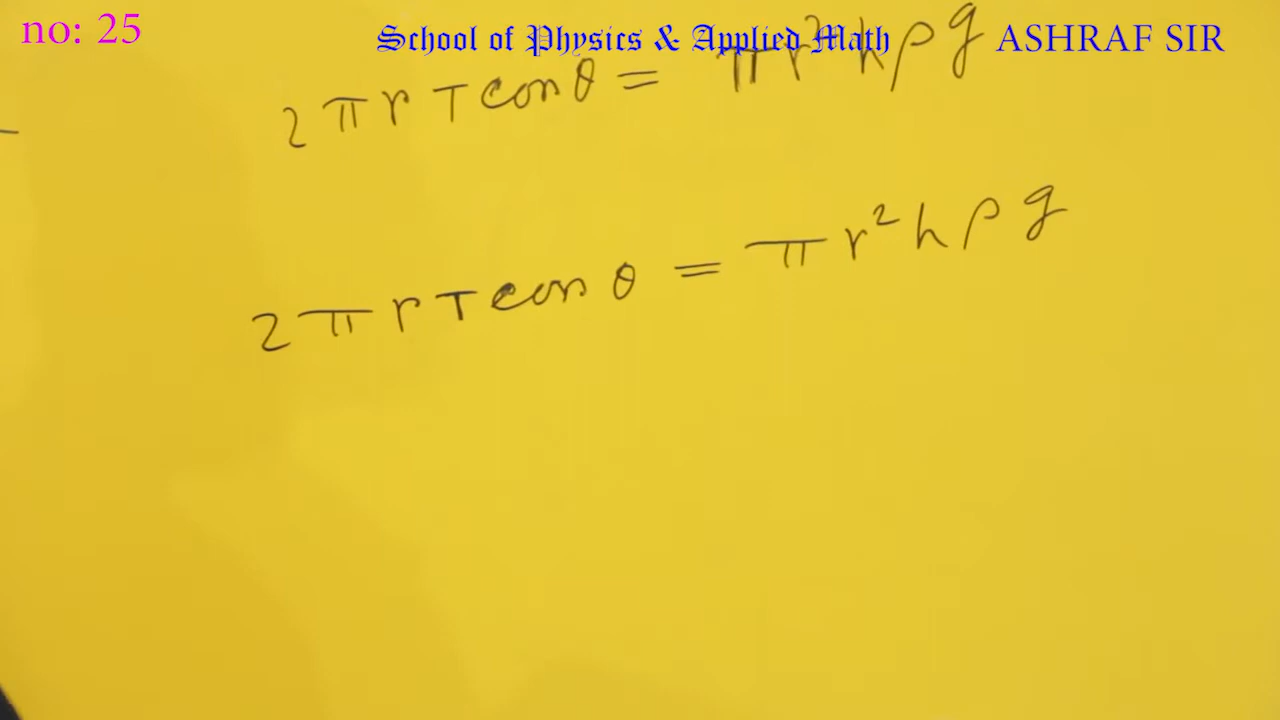 no: 25
School of Physics & Applied Math ASHRAF SIR
2πrTcosθ = πr²hρg
2πrTcosθ = πr²hρg